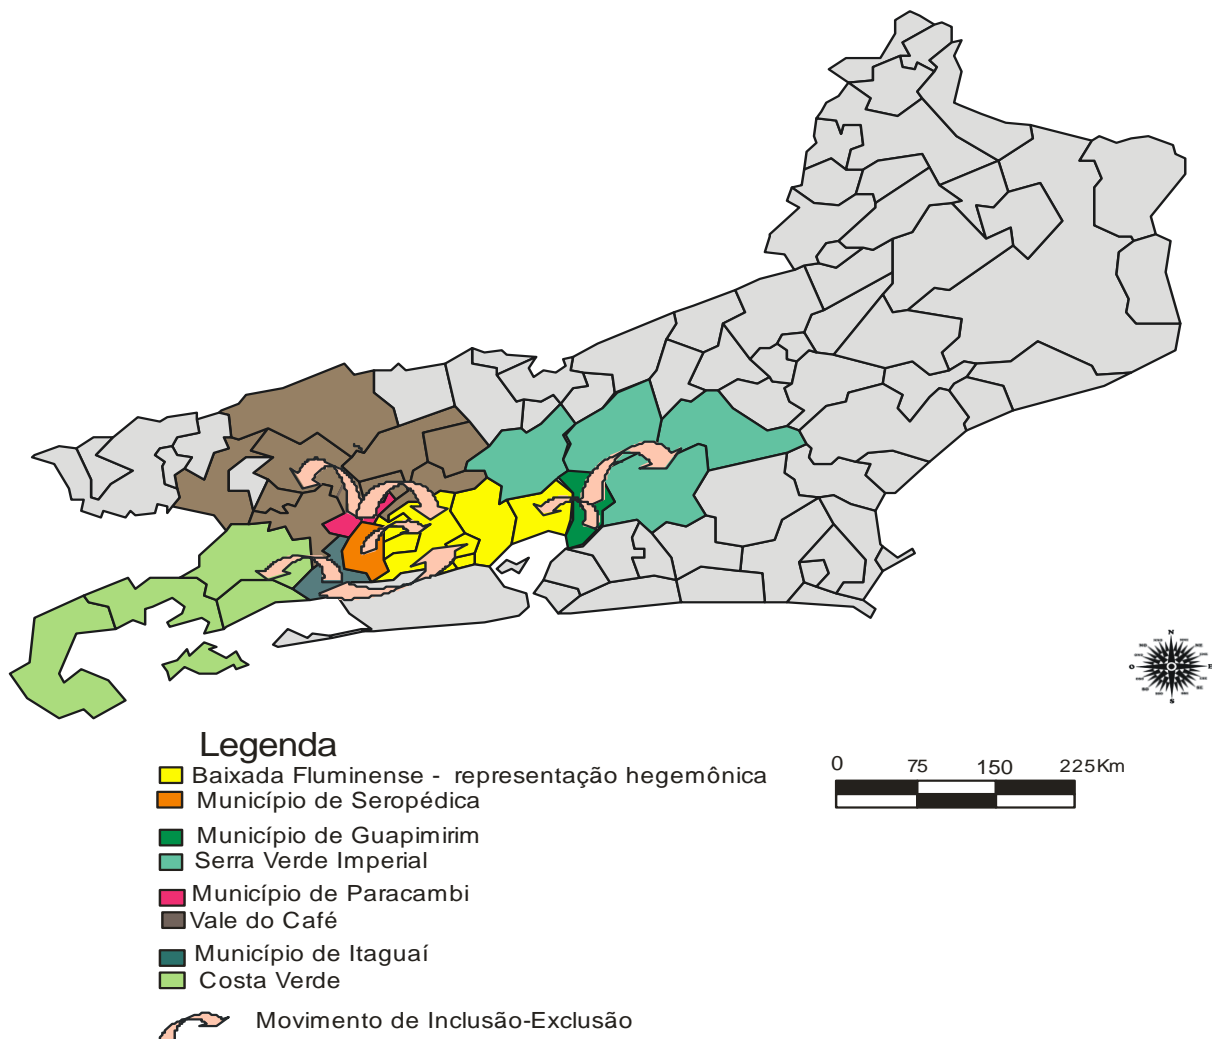 N
O
E
S
Legenda
Baixada Fluminense - representação hegemônica
Município de Seropédica
Município de Guapimirim
Serra Verde Imperial
Município de Paracambi
Vale do Café
Município de Itaguaí
Costa Verde
Movimento de Inclusão-Exclusão
0 75 150 225Km